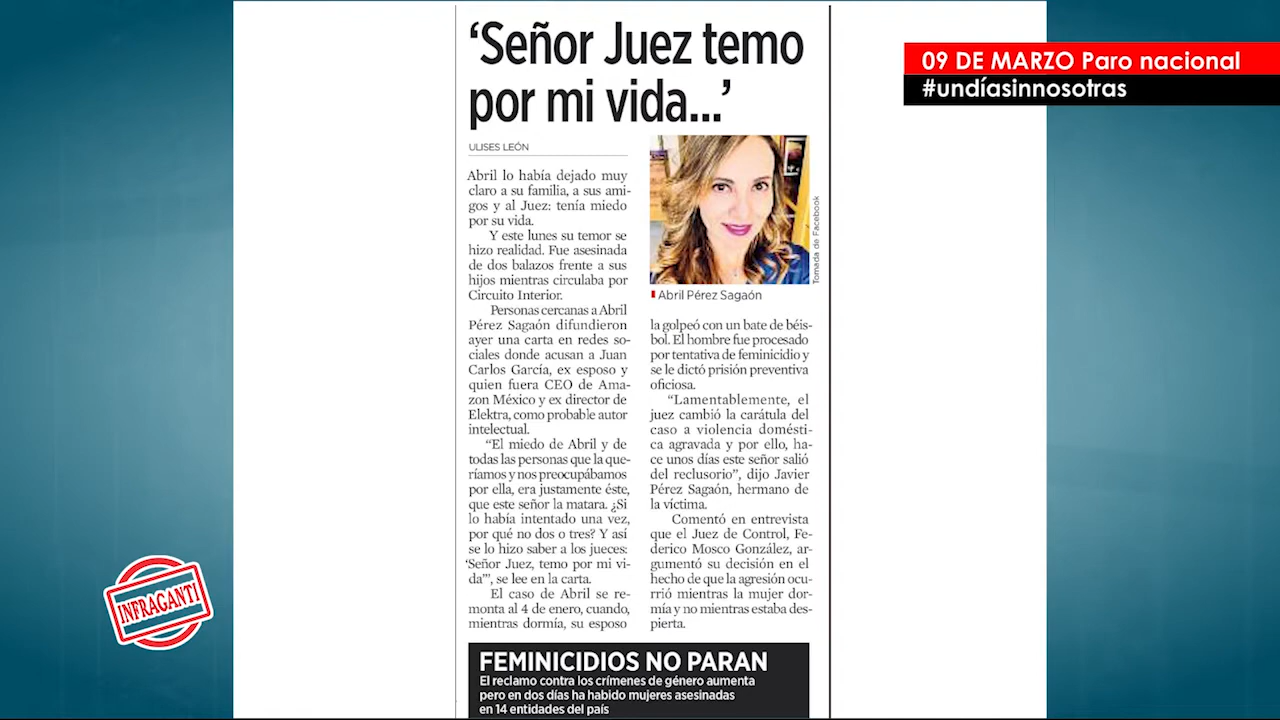 ‘Señor Juez temo
por mi vida...’
ULISES LEÓN
Abril lo había dejado muy
claro a su familia, a sus ami-
gos y al Juez: tenía miedo
por su vida.
Y este lunes su temor se
hizo realidad. Fue asesinada
de dos balazos frente a sus
hijos mientras circulaba por
Circuito Interior.
Personas cercanas a Abril
Pérez Sagaón difundieron
ayer una carta en redes so-
ciales donde acusan a Juan
Carlos García, ex esposo y
quien fuera CEO de Ama-
zon México y ex director de
Elektra, como probable autor
intelectual.
“El miedo de Abril y de
todas las personas que la que-
ríamos y nos preocupábamos
por ella, era justamente éste,
que este señor la matara. ¿Si
lo había intentado una vez,
por qué no dos o tres? Y así
se lo hizo saber a los jueces:
‘Señor Juez, temo por mi vi-
da’”, se lee en la carta.
El caso de Abril se re-
monta al 4 de enero, cuando,
mientras dormía, su esposo
Tomada de Facebook
Abril Pérez Sagaón
la golpeó con un bate de béis-
bol. El hombre fue procesado
por tentativa de feminicidio y
se le dictó prisión preventiva
oficiosa.
“Lamentablemente, el
juez cambió la carátula del
caso a violencia domésti-
ca agravada y por ello, ha-
ce unos días este señor salió
del reclusorio”, dijo Javier
Pérez Sagaón, hermano de
la víctima.
Comentó en entrevista
que el Juez de Control, Fe-
derico Mosco González, ar-
gumentó su decisión en el
hecho de que la agresión ocu-
rrió mientras la mujer dor-
mía y no mientras estaba des-
pierta.
FEMINICIDIOS NO PARAN
El reclamo contra los crímenes de género aumenta
pero en dos días ha habido mujeres asesinadas
en 14 entidades del país
09 DE MARZO Paro nacional
#undíasinnosotras
INFRAGANTI